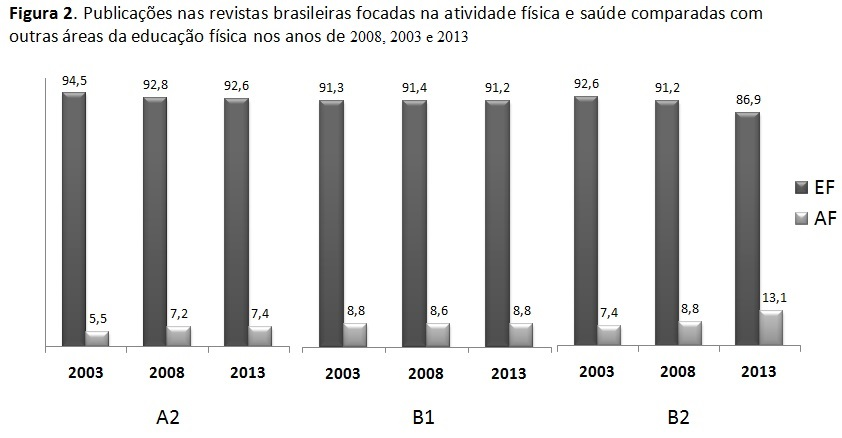 Figura 2. Publicações nas revistas brasileiras focadas na atividade física e saúde comparadas com
outras áreas da educação física nos anos de 2008, 2003 e 2013
94,5 92,8 92,6 91,3 91,4 91,2 92,6 91,2 86,9
EF
AF
5,5 7,2 7,4 8,8 8,6 8,8 7,4 8,8 13,1
2003 2008 2013 2003 2008 2013 2003 2008 2013
A2 B1 B2